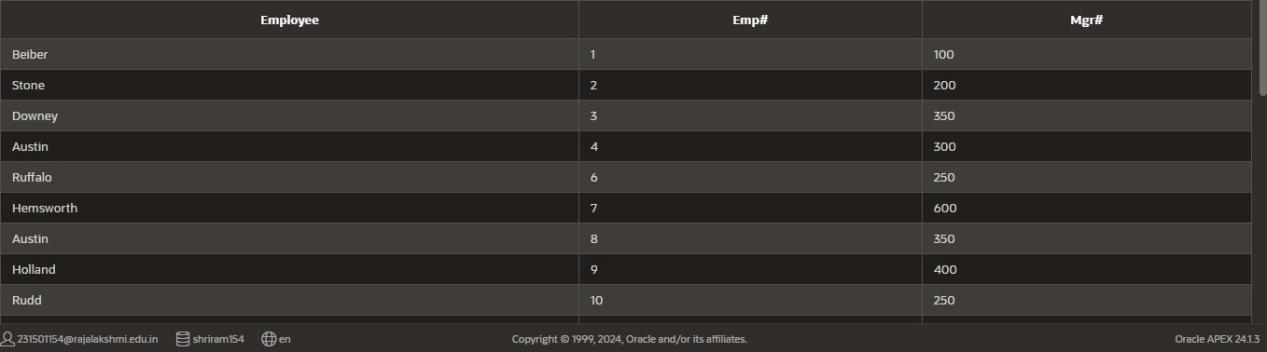 Employee Emp# Mgr#
Beiber 1 100
Stone 2 200
Downey 3 350
Austin 4 300
Ruffalo 6 250
Hemsworth 7 600
Austin 8 350
Holland 9 400
Rudd 10 250
231501154@rajalakshmi.edu.in shriram154 en Copyright © 1999, 2024, Oracle and/or its affiliates. Oracle APEX 24.1.3